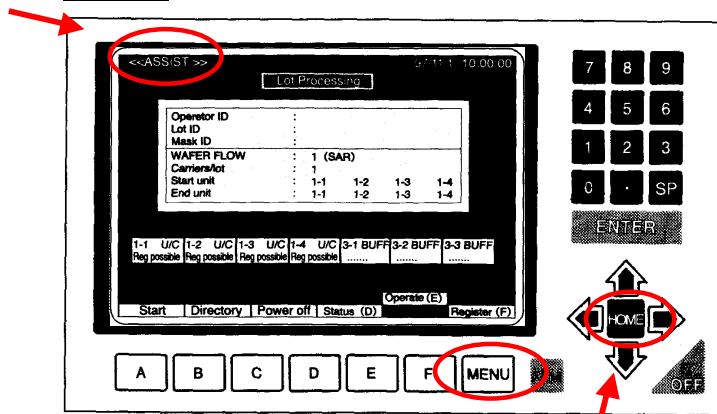 <<ASSIST >> 97.11.1 10:00:00
Lot Processing
Operetor ID :
Lot ID :
Mask ID :
WAFER FLOW : 1 (SAR)
Carriers/lot : 1
Start unit : 1-1 1-2 1-3 1-4
End unit : 1-1 1-2 1-3 1-4
1-1 U/C 1-2 U/C 1-3 U/C 1-4 U/C 3-1 BUFF 3-2 BUFF 3-3 BUFF
Reg possible Reg possible Reg possible Reg possible ....... ....... .......
Operate (E)
Start Directory Power off Status (D) Register (F)
7 8 9
4 5 6
1 2 3
0 · SP
ENTER
HOME
A B C D E F MENU
OFF